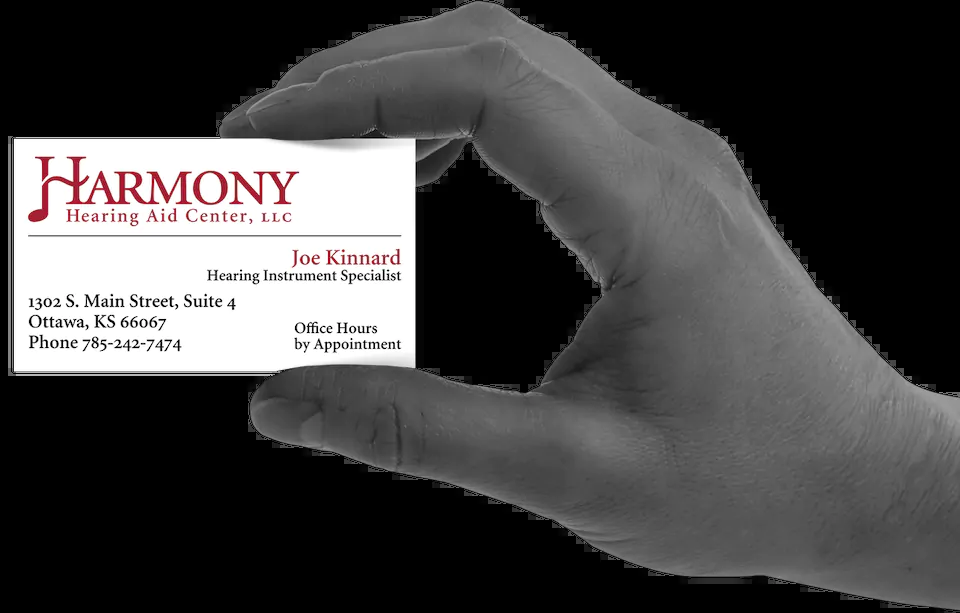 HARMONY
Hearing Aid Center, LLC
Joe Kinnard
Hearing Instrument Specialist
1302 S. Main Street, Suite 4
Ottawa, KS 66067
Phone 785-242-7474
Office Hours
by Appointment